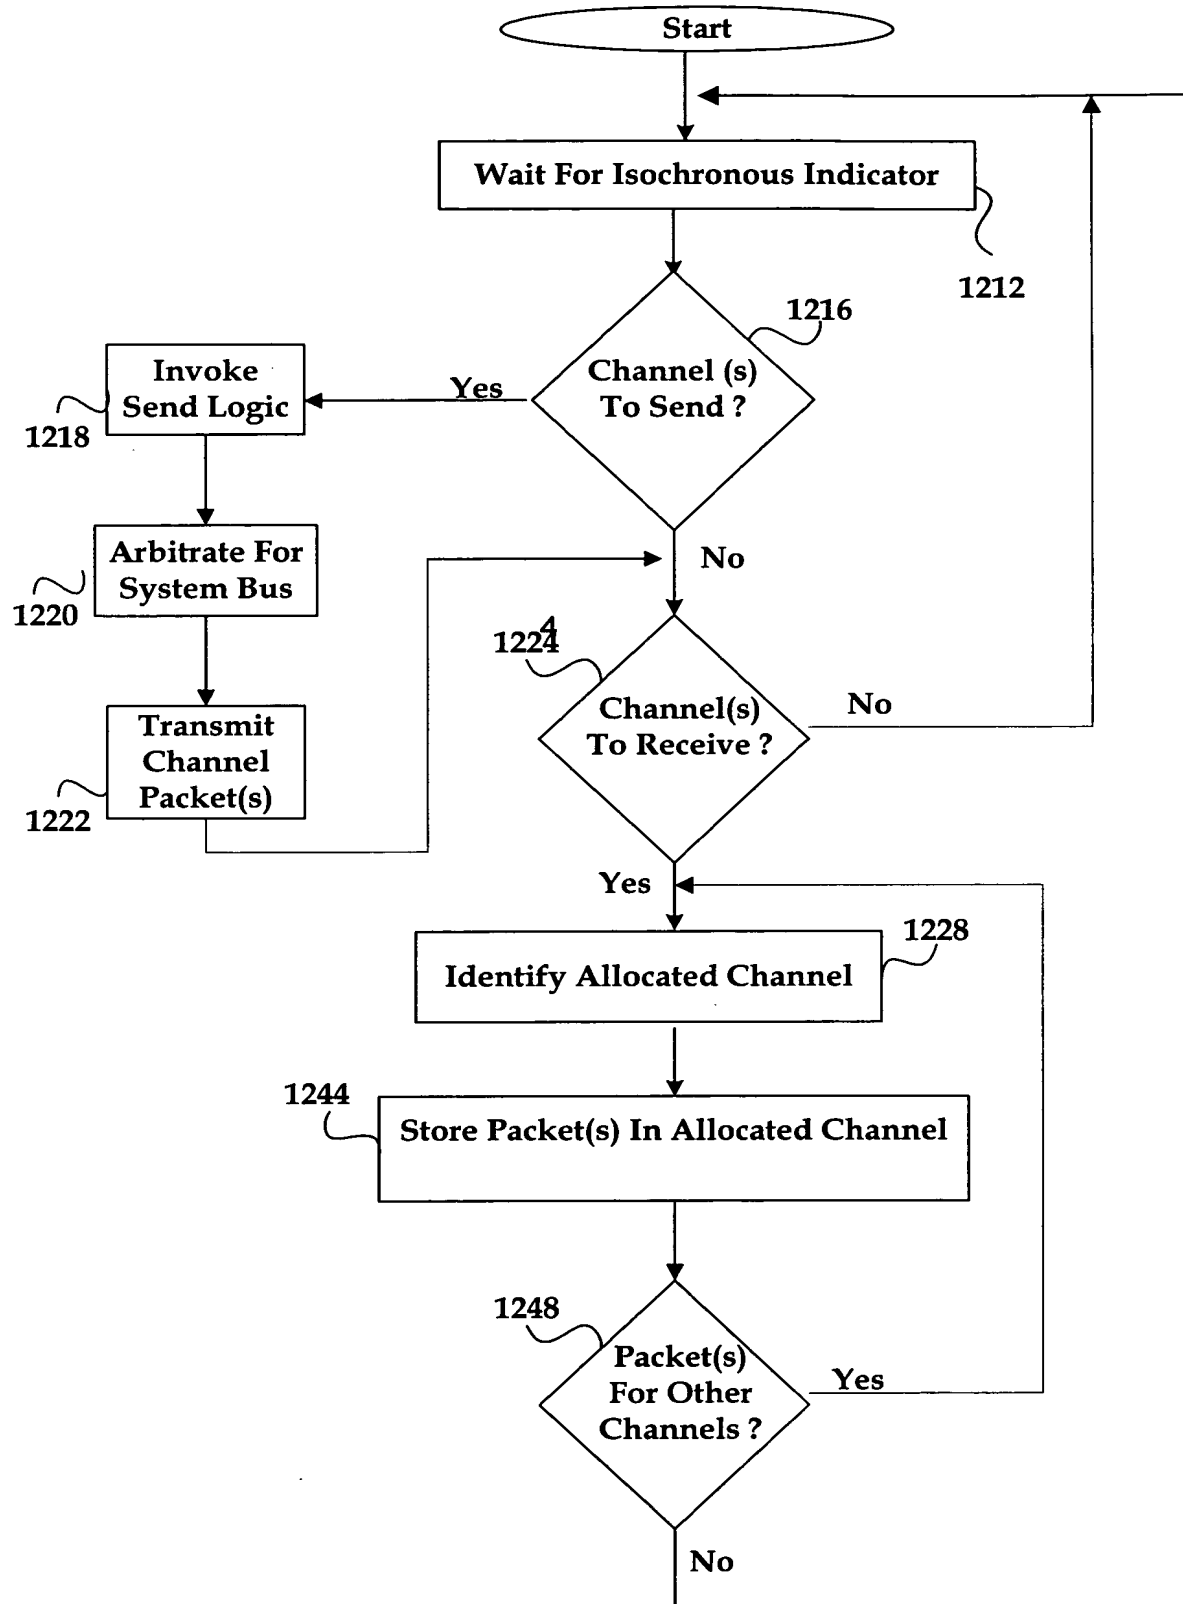 Start
Wait For Isochronous Indicator
1212
1216
Channel (s)
To Send ?
Yes
Invoke
Send Logic
1218
No
Arbitrate For
System Bus
1220
4
1224
Channel(s)
To Receive ?
No
Transmit
Channel
Packet(s)
1222
Yes
1228
Identify Allocated Channel
1244
Store Packet(s) In Allocated Channel
1248
Packet(s)
For Other
Channels ?
Yes
No